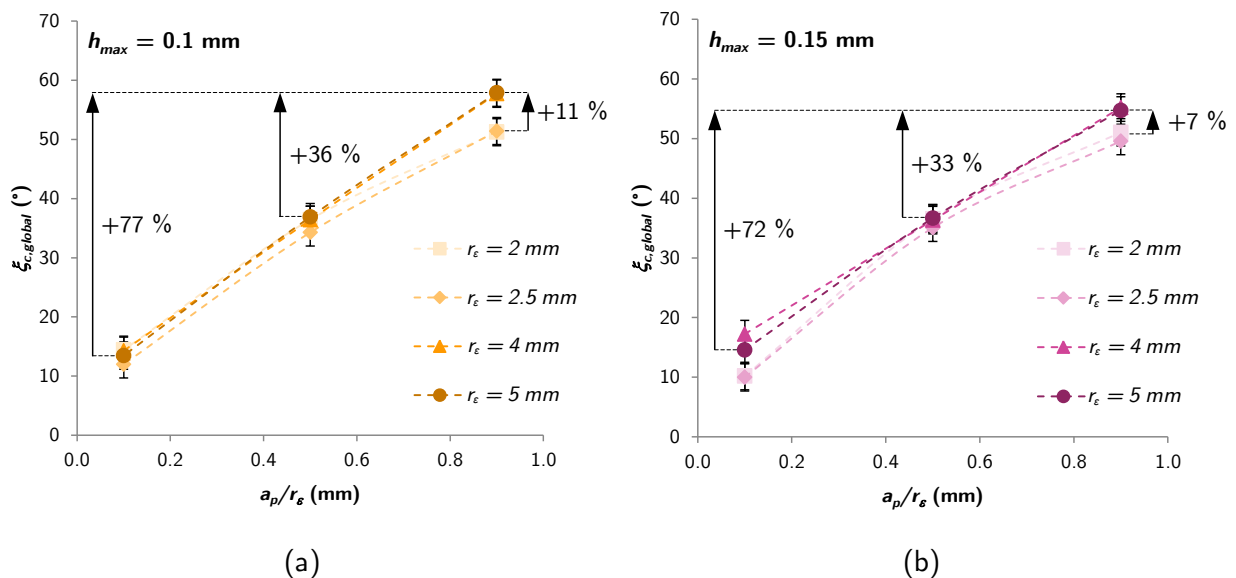 h_max = 0.1 mm
70
60
50
40
30
20
10
0
ξ_c,global (°)
+77 %
+36 %
+11 %
r_ε = 2 mm
r_ε = 2.5 mm
r_ε = 4 mm
r_ε = 5 mm
0.0 0.2 0.4 0.6 0.8 1.0
a_p/r_ε (mm)
(a)
h_max = 0.15 mm
70
60
50
40
30
20
10
0
ξ_c,global (°)
+72 %
+33 %
+7 %
r_ε = 2 mm
r_ε = 2.5 mm
r_ε = 4 mm
r_ε = 5 mm
0.0 0.2 0.4 0.6 0.8 1.0
a_p/r_ε (mm)
(b)